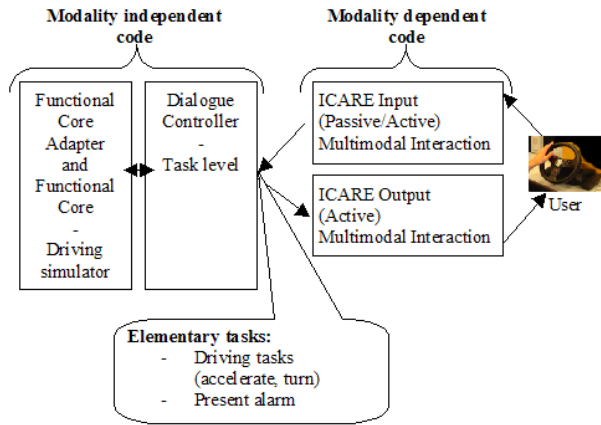 Modality independent
code
Modality dependent
code
Functional
Core
Adapter
and
Functional
Core
-
Driving
simulator
Dialogue
Controller
-
Task level
ICARE Input
(Passive/Active)
Multimodal Interaction
ICARE Output
(Active)
Multimodal Interaction
User
Elementary tasks:
- Driving tasks
(accelerate, turn)
- Present alarm